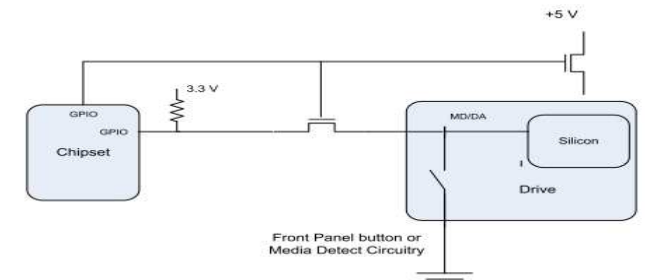 +5 V
3.3 V
GPIO
GPIO
Chipset
MD/DA
Silicon
Drive
Front Panel button or
Media Detect Circuitry